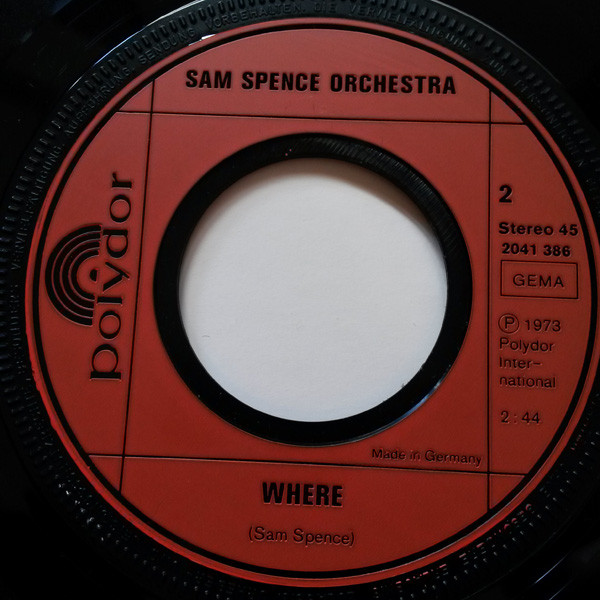 SAM SPENCE ORCHESTRA
polydor
2
Stereo 45
2041 386
GEMA
Ⓟ 1973
Polydor
Inter-
national
2:44
Made in Germany
WHERE
(Sam Spence)